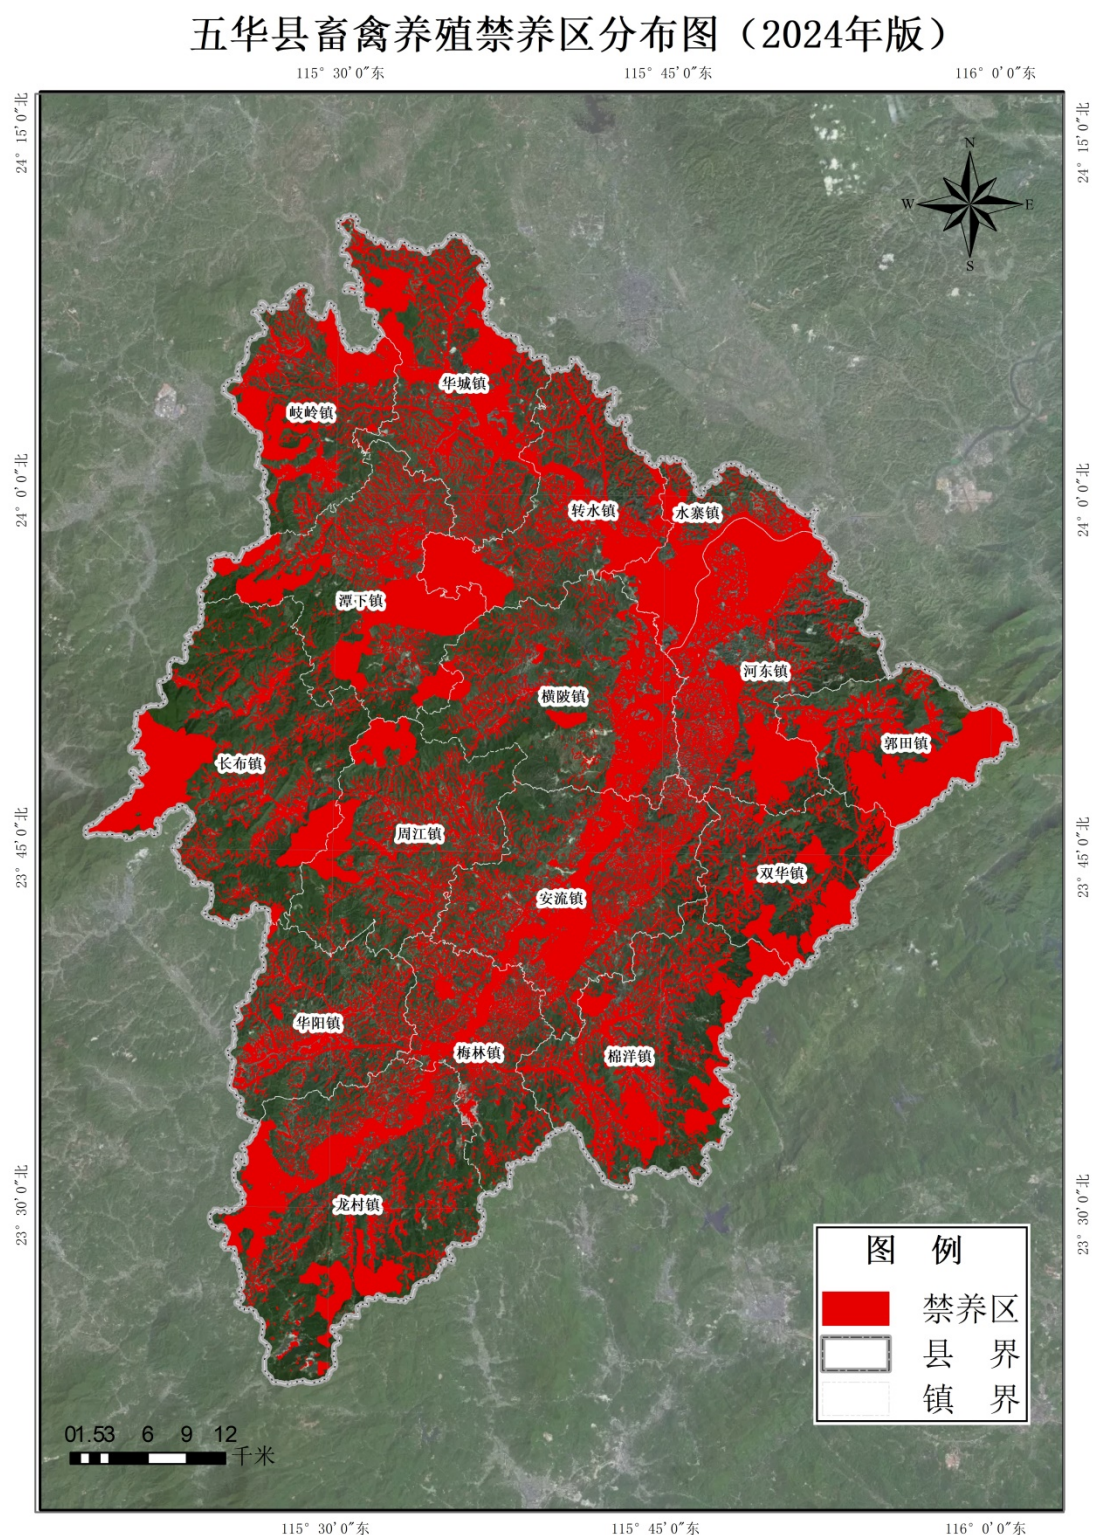 五华县畜禽养殖禁养区分布图（2024年版）
115° 30'0"东
115° 45'0"东
116° 0'0"东
24° 15'0"北
24° 15'0"北
N
W
E
S
华城镇
岐岭镇
24° 0'0"北
24° 0'0"北
转水镇
水寨镇
潭下镇
河东镇
横陂镇
郭田镇
长布镇
周江镇
23° 45'0"北
23° 45'0"北
双华镇
安流镇
华阳镇
梅林镇
棉洋镇
23° 30'0"北
23° 30'0"北
龙村镇
图 例
禁养区
县 界
镇 界
01.53 6 9 12
千米
115° 30'0"东
115° 45'0"东
116° 0'0"东